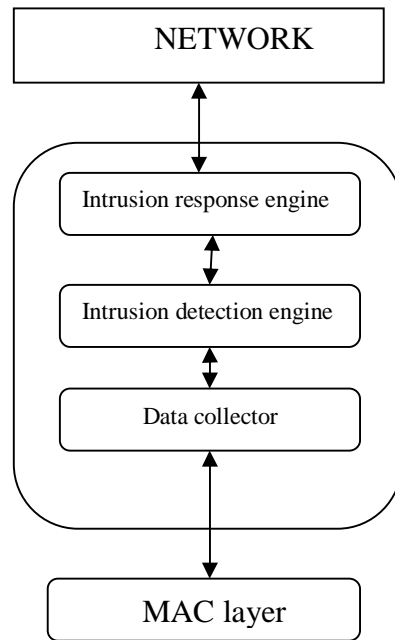 NETWORK
Intrusion response engine
Intrusion detection engine
Data collector
MAC layer